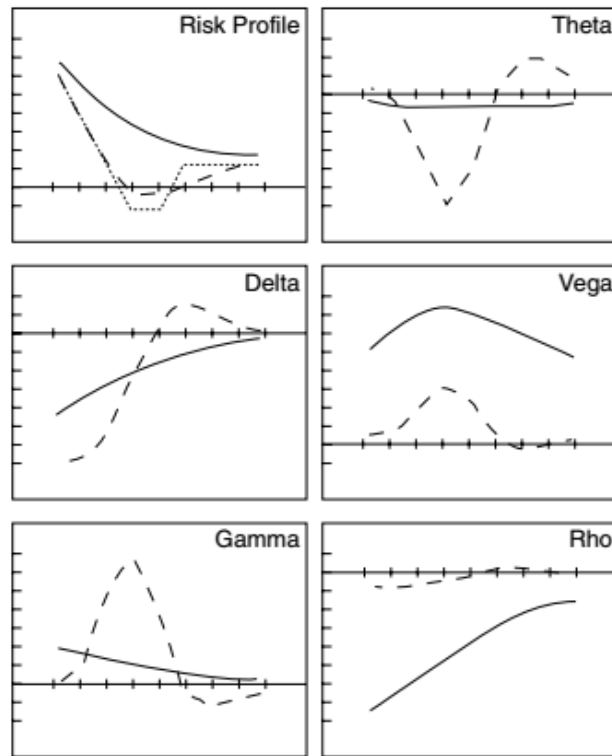 Risk Profile
Theta
Delta
Vega
Gamma
Rho